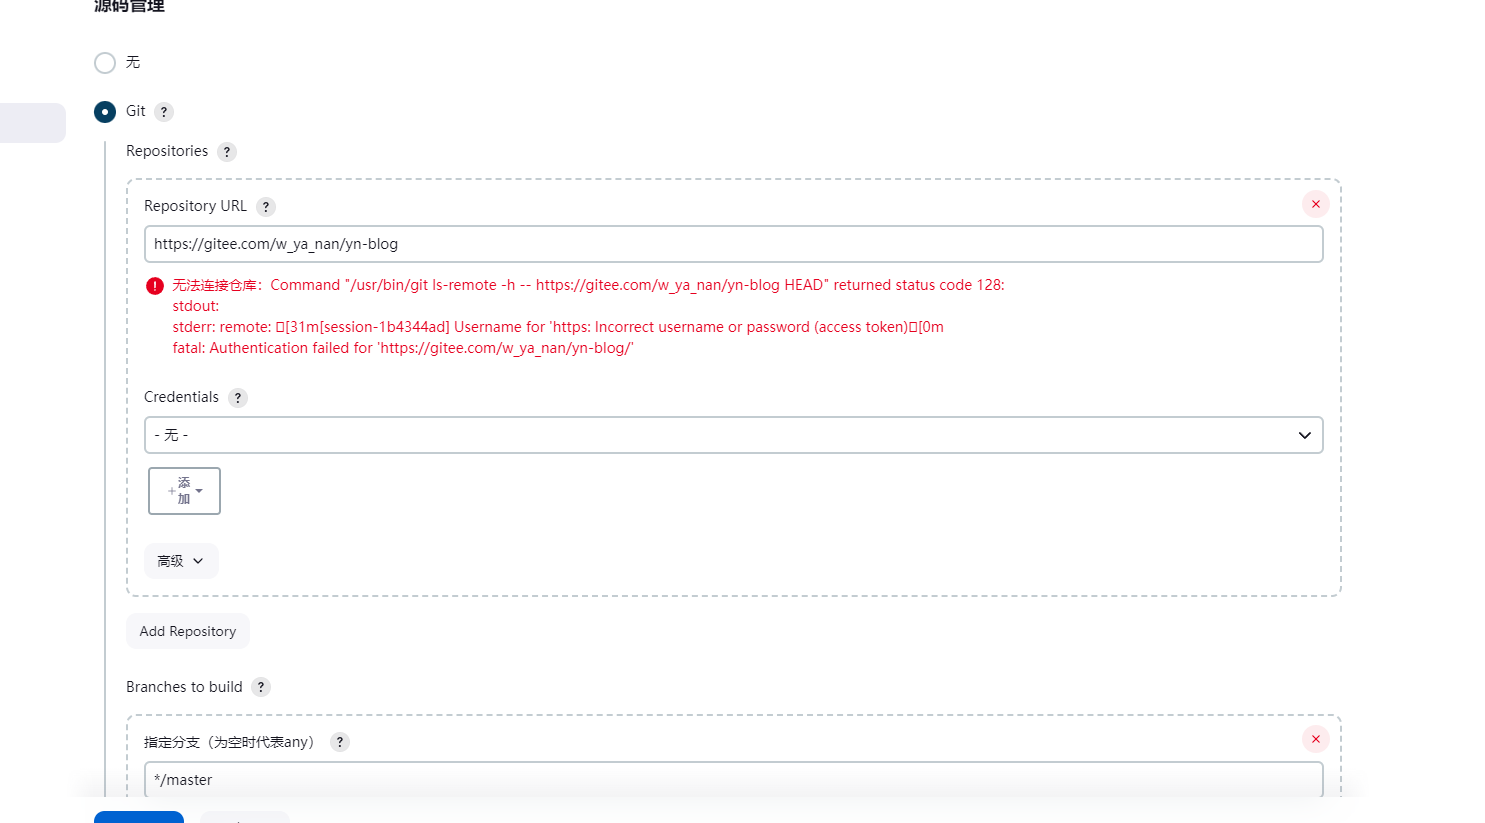 源码管理
无
Git ?
Repositories ?
Repository URL ?
https://gitee.com/w_ya_nan/yn-blog
无法连接仓库：Command "/usr/bin/git ls-remote -h -- https://gitee.com/w_ya_nan/yn-blog HEAD" returned status code 128:
stdout:
stderr: remote: [31m[session-1b4344ad] Username for 'https: Incorrect username or password (access token)[0m
fatal: Authentication failed for 'https://gitee.com/w_ya_nan/yn-blog/'
Credentials ?
- 无 -
添
加
高级
Add Repository
Branches to build ?
指定分支（为空时代表any） ?
*/master